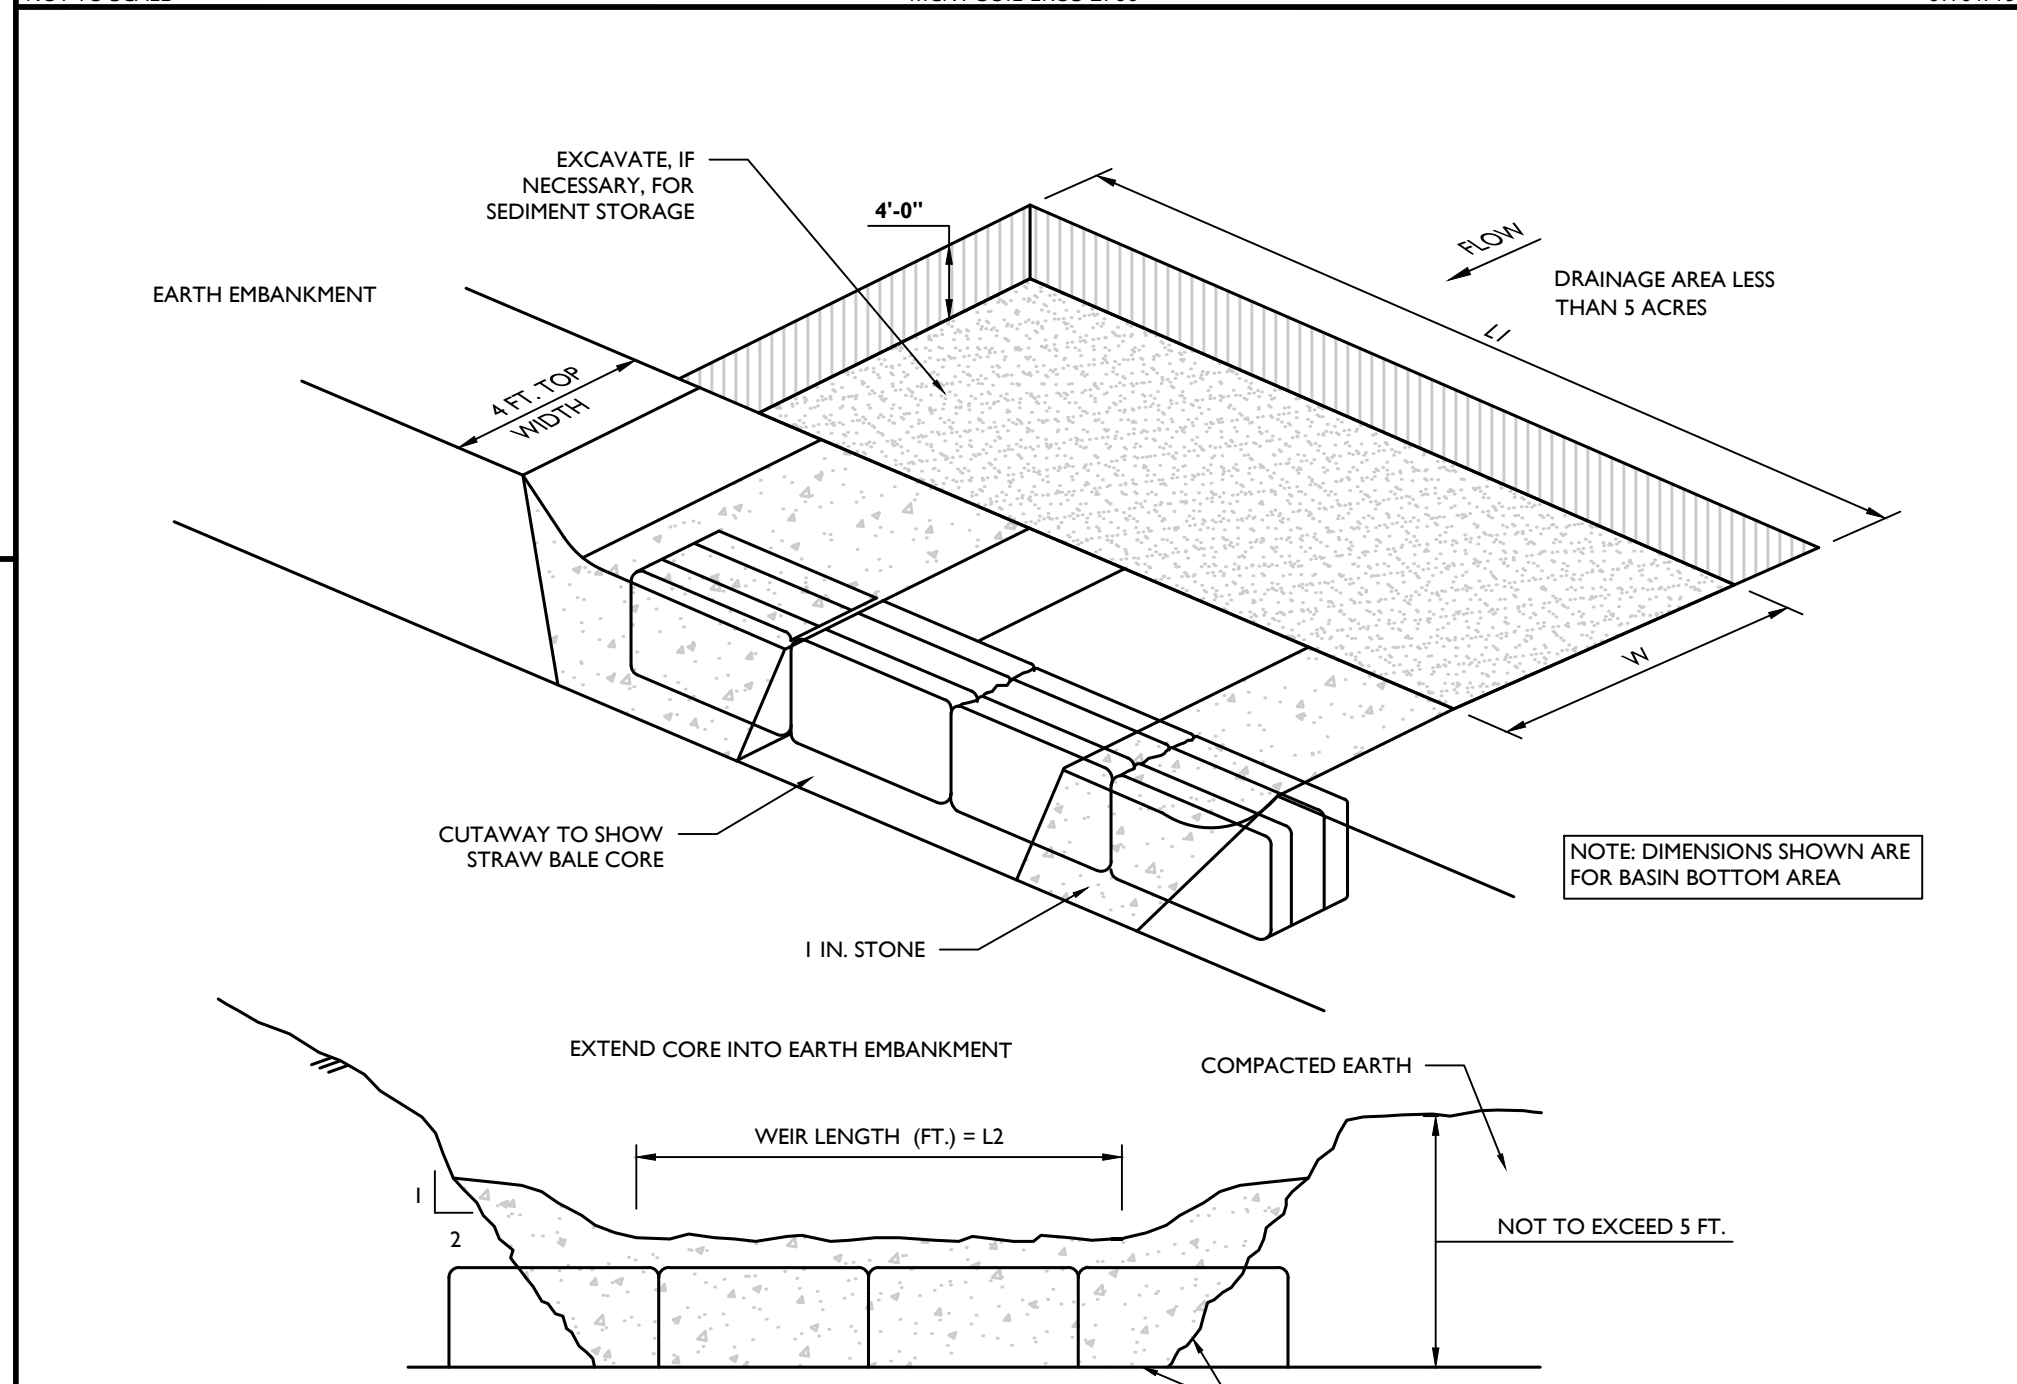 EXCAVATE, IF
NECESSARY, FOR
SEDIMENT STORAGE
4'-0"
FLOW
DRAINAGE AREA LESS
THAN 5 ACRES
EARTH EMBANKMENT
L1
4 FT. TOP
WIDTH
W
CUTAWAY TO SHOW
STRAW BALE CORE
NOTE: DIMENSIONS SHOWN ARE
FOR BASIN BOTTOM AREA
1 IN. STONE
EXTEND CORE INTO EARTH EMBANKMENT
COMPACTED EARTH
WEIR LENGTH (FT.) = L2
1
2
NOT TO EXCEED 5 FT.